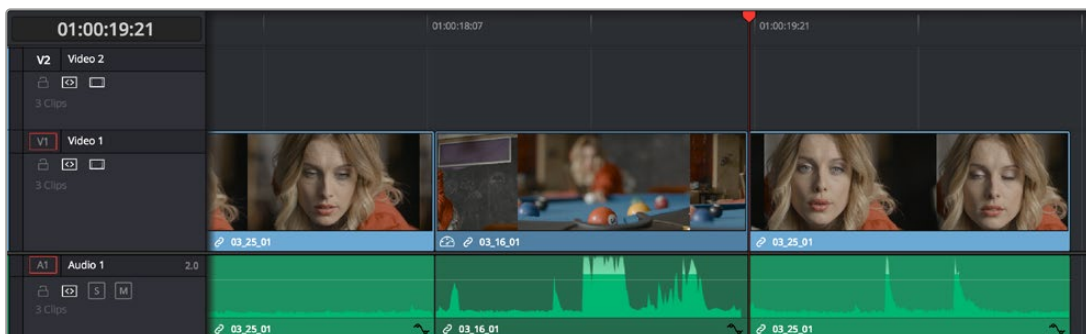 01:00:19:21
01:00:18:07
01:00:19:21
V2 Video 2
3 Clips
V1 Video 1
3 Clips
03_25_01
03_16_01
03_25_01
A1 Audio 1 2.0
S M
3 Clips
03_25_01
03_16_01
03_25_01